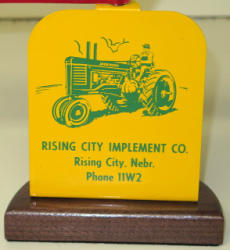 RISING CITY IMPLEMENT CO.
Rising City, Nebr.
Phone 11W2